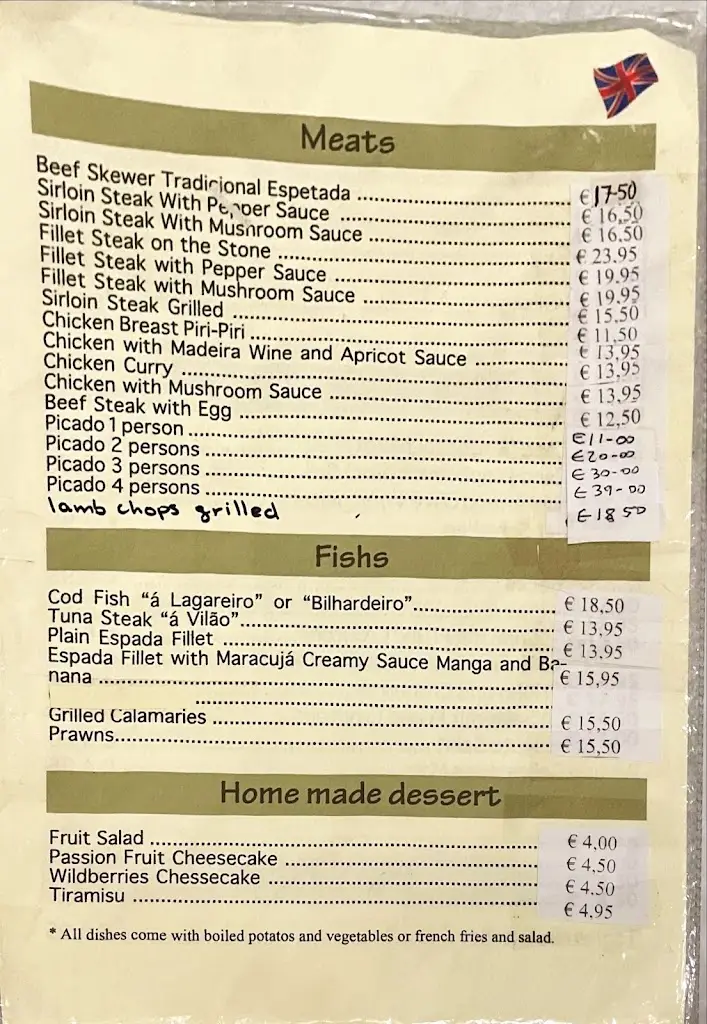 Meats
Beef Skewer Tradicional Espetada € 17-50
Sirloin Steak With Pepper Sauce € 16,50
Sirloin Steak With Mushroom Sauce € 16,50
Fillet Steak on the Stone € 23.95
Fillet Steak with Pepper Sauce € 19.95
Fillet Steak with Mushroom Sauce € 19.95
Sirloin Steak Grilled € 15.50
Chicken Breast Piri-Piri € 11,50
Chicken with Madeira Wine and Apricot Sauce € 13,95
Chicken Curry € 13,95
Chicken with Mushroom Sauce € 13,95
Beef Steak with Egg € 12,50
Picado 1 person €11-00
Picado 2 persons €20-00
Picado 3 persons € 30-00
Picado 4 persons € 39-00
lamb chops grilled €18 50
Fishs
Cod Fish “á Lagareiro” or “Bilhardeiro” € 18,50
Tuna Steak “á Vilão” € 13,95
Plain Espada Fillet € 13.95
Espada Fillet with Maracujá Creamy Sauce Manga and Ba-
nana € 15,95
Grilled Calamaries € 15,50
Prawns € 15,50
Home made dessert
Fruit Salad € 4,00
Passion Fruit Cheesecake € 4,50
Wildberries Chessecake € 4.50
Tiramisu € 4,95
* All dishes come with boiled potatos and vegetables or french fries and salad.